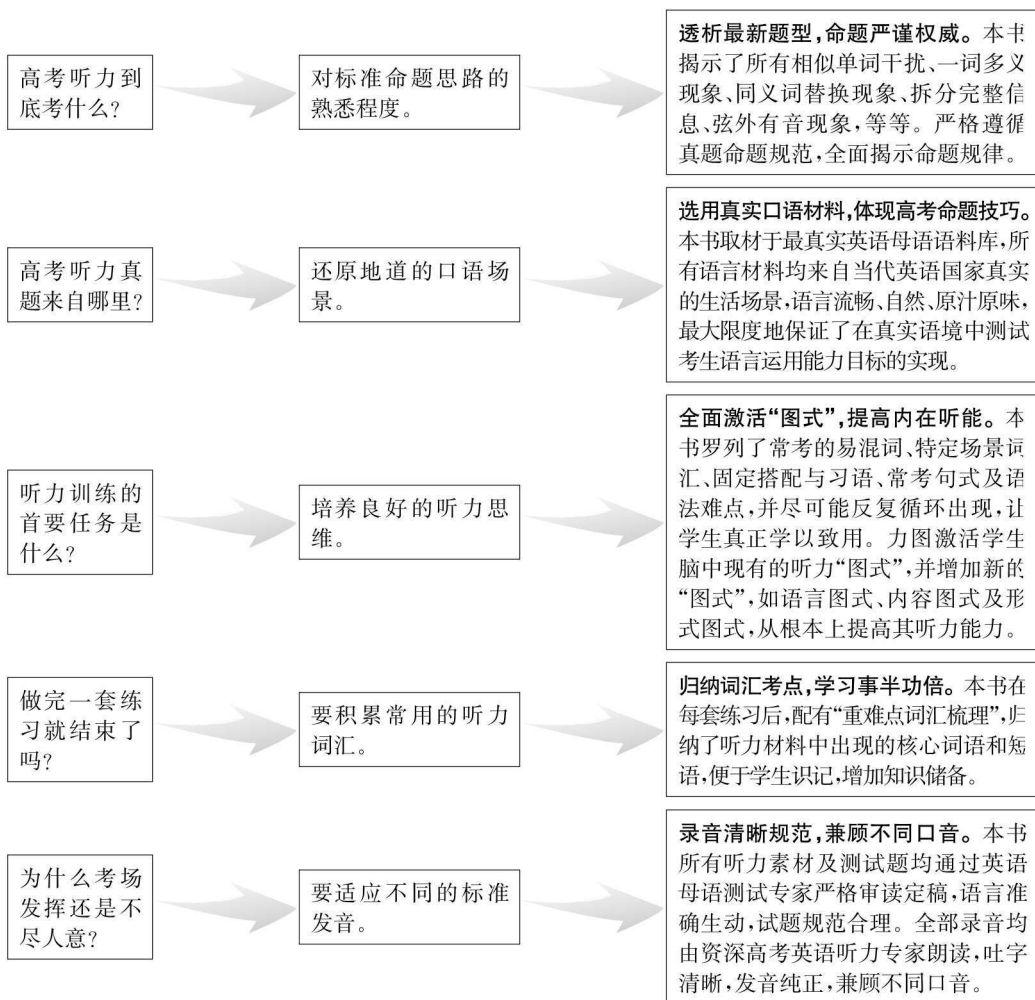 高考听力到
底考什么?
对标准命题思路的
熟悉程度。
透析最新题型,命题严谨权威。本书
揭示了所有相似单词干扰、一词多义
现象、同义词替换现象、拆分完整信
息、弦外有音现象,等等。严格遵循
真题命题规范,全面揭示命题规律。
高考听力真
题来自哪里?
还原地道的口语场
景。
选用真实口语材料,体现高考命题技巧。
本书取材于最真实英语母语语料库,所
有语言材料均来自当代英语国家真实
的生活场景,语言流畅、自然、原汁原味,
最大限度地保证了在真实语境中测试
考生语言运用能力目标的实现。
听力训练的
首要任务是
什么?
培养良好的听力思
维。
全面激活“图式”,提高内在听能。本
书罗列了常考的易混词、特定场景词
汇、固定搭配与习语、常考句式及语
法难点,并尽可能反复循环出现,让
学生真正学以致用。力图激活学生
脑中现有的听力“图式”,并增加新的
“图式”,如语言图式、内容图式及形
式图式,从根本上提高其听力能力。
做完一套练
习就结束了
吗?
要积累常用的听力
词汇。
归纳词汇考点,学习事半功倍。本书在
每套练习后,配有“重难点词汇梳理”,归
纳了听力材料中出现的核心词语和短
语,便于学生识记,增加知识储备。
为什么考场
发挥还是不
尽人意?
要适应不同的标准
发音。
录音清晰规范,兼顾不同口音。本书
所有听力素材及测试题均通过英语
母语测试专家严格审读定稿,语言准
确生动,试题规范合理。全部录音均
由资深高考英语听力专家朗读,吐字
清晰,发音纯正,兼顾不同口音。